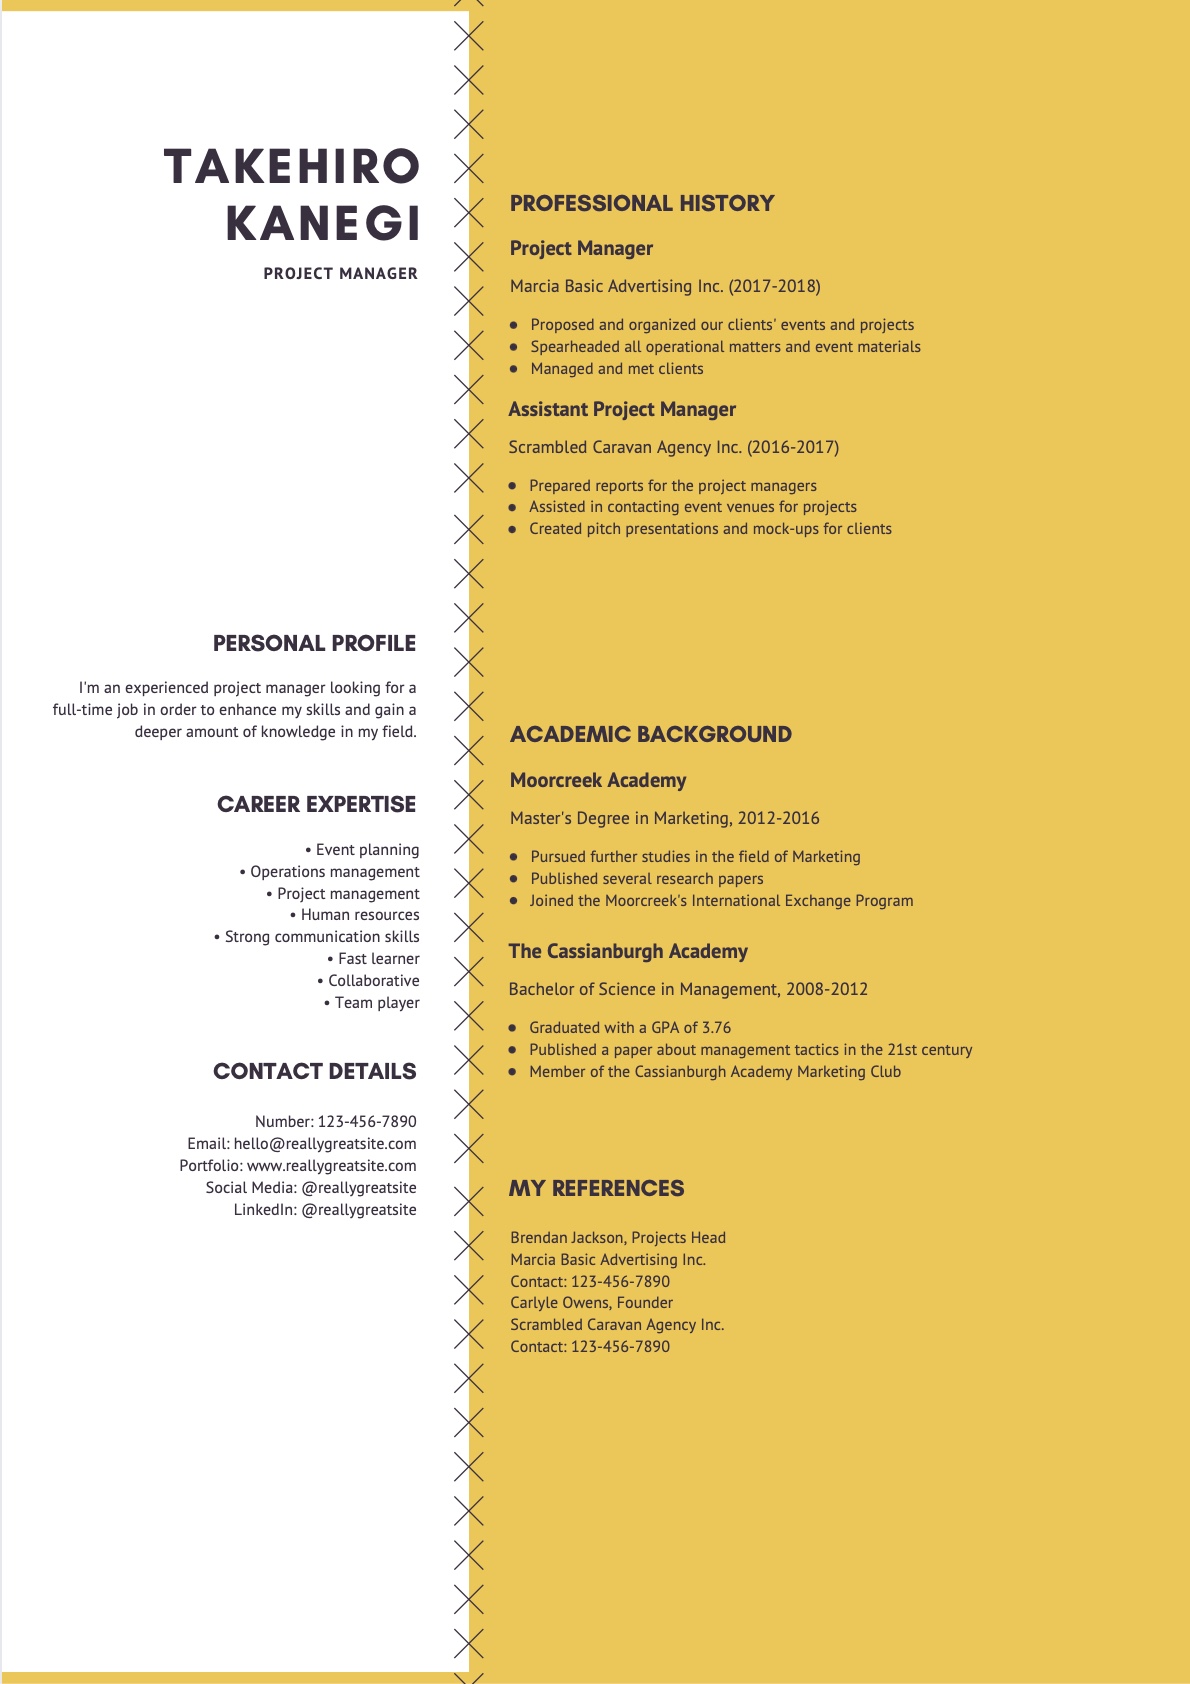 TAKEHIRO
KANEGI
PROJECT MANAGER
PERSONAL PROFILE
I'm an experienced project manager looking for a
full-time job in order to enhance my skills and gain a
deeper amount of knowledge in my field.
CAREER EXPERTISE
• Event planning
• Operations management
• Project management
• Human resources
• Strong communication skills
• Fast learner
• Collaborative
• Team player
CONTACT DETAILS
Number: 123-456-7890
Email: hello@reallygreatsite.com
Portfolio: www.reallygreatsite.com
Social Media: @reallygreatsite
LinkedIn: @reallygreatsite
PROFESSIONAL HISTORY
Project Manager
Marcia Basic Advertising Inc. (2017-2018)
● Proposed and organized our clients' events and projects
● Spearheaded all operational matters and event materials
● Managed and met clients
Assistant Project Manager
Scrambled Caravan Agency Inc. (2016-2017)
● Prepared reports for the project managers
● Assisted in contacting event venues for projects
● Created pitch presentations and mock-ups for clients
ACADEMIC BACKGROUND
Moorcreek Academy
Master's Degree in Marketing, 2012-2016
● Pursued further studies in the field of Marketing
● Published several research papers
● Joined the Moorcreek's International Exchange Program
The Cassianburgh Academy
Bachelor of Science in Management, 2008-2012
● Graduated with a GPA of 3.76
● Published a paper about management tactics in the 21st century
● Member of the Cassianburgh Academy Marketing Club
MY REFERENCES
Brendan Jackson, Projects Head
Marcia Basic Advertising Inc.
Contact: 123-456-7890
Carlyle Owens, Founder
Scrambled Caravan Agency Inc.
Contact: 123-456-7890